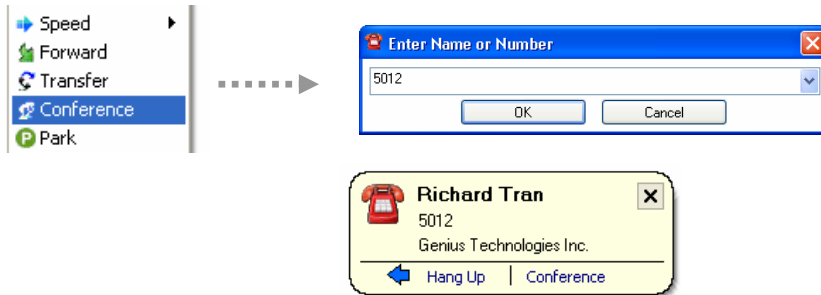 Speed
Forward
Transfer
Conference
P Park
Enter Name or Number
5012
OK Cancel
Richard Tran
5012
Genius Technologies Inc.
Hang Up | Conference